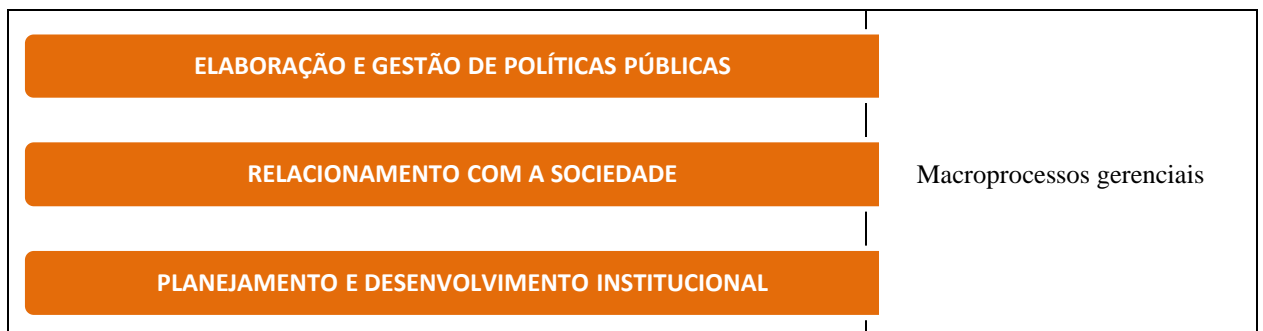 ELABORAÇÃO E GESTÃO DE POLÍTICAS PÚBLICAS
RELACIONAMENTO COM A SOCIEDADE
Macroprocessos gerenciais
PLANEJAMENTO E DESENVOLVIMENTO INSTITUCIONAL